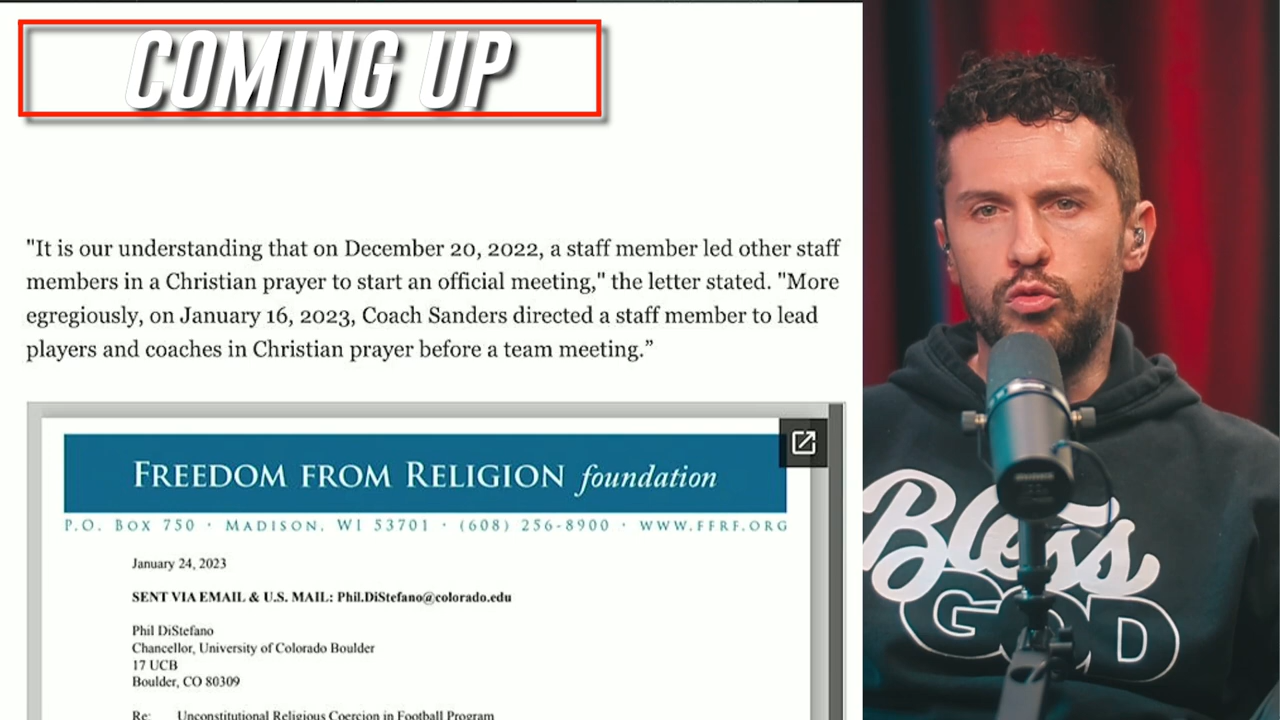 COMING UP
"It is our understanding that on December 20, 2022, a staff member led other staff
members in a Christian prayer to start an official meeting," the letter stated. "More
egregiously, on January 16, 2023, Coach Sanders directed a staff member to lead
players and coaches in Christian prayer before a team meeting.”
FREEDOM FROM RELIGION foundation
P.O. BOX 750 · MADISON, WI 53701 · (608) 256-8900 · WWW.FFRF.ORG
January 24, 2023
SENT VIA EMAIL & U.S. MAIL: Phil.DiStefano@colorado.edu
Phil DiStefano
Chancellor, University of Colorado Boulder
17 UCB
Boulder, CO 80309
Re: Unconstitutional Religious Coercion in Football Program
Bless
GOD